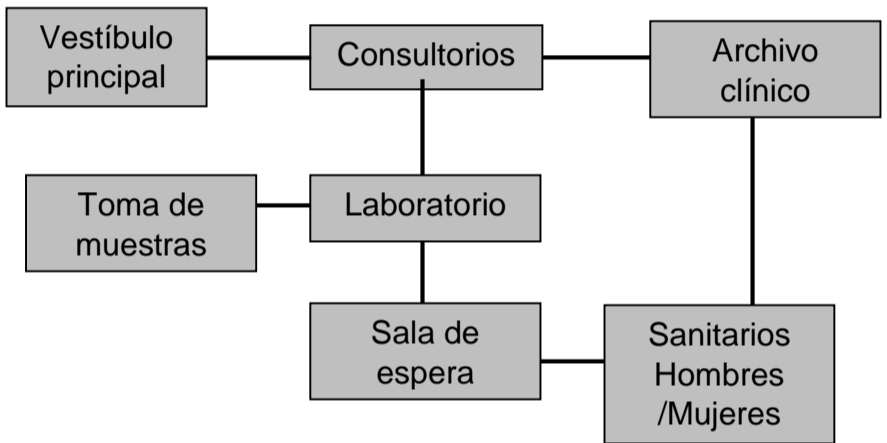 Vestíbulo
principal
Consultorios
Archivo
clínico
Toma de
muestras
Laboratorio
Sala de
espera
Sanitarios
Hombres
/Mujeres